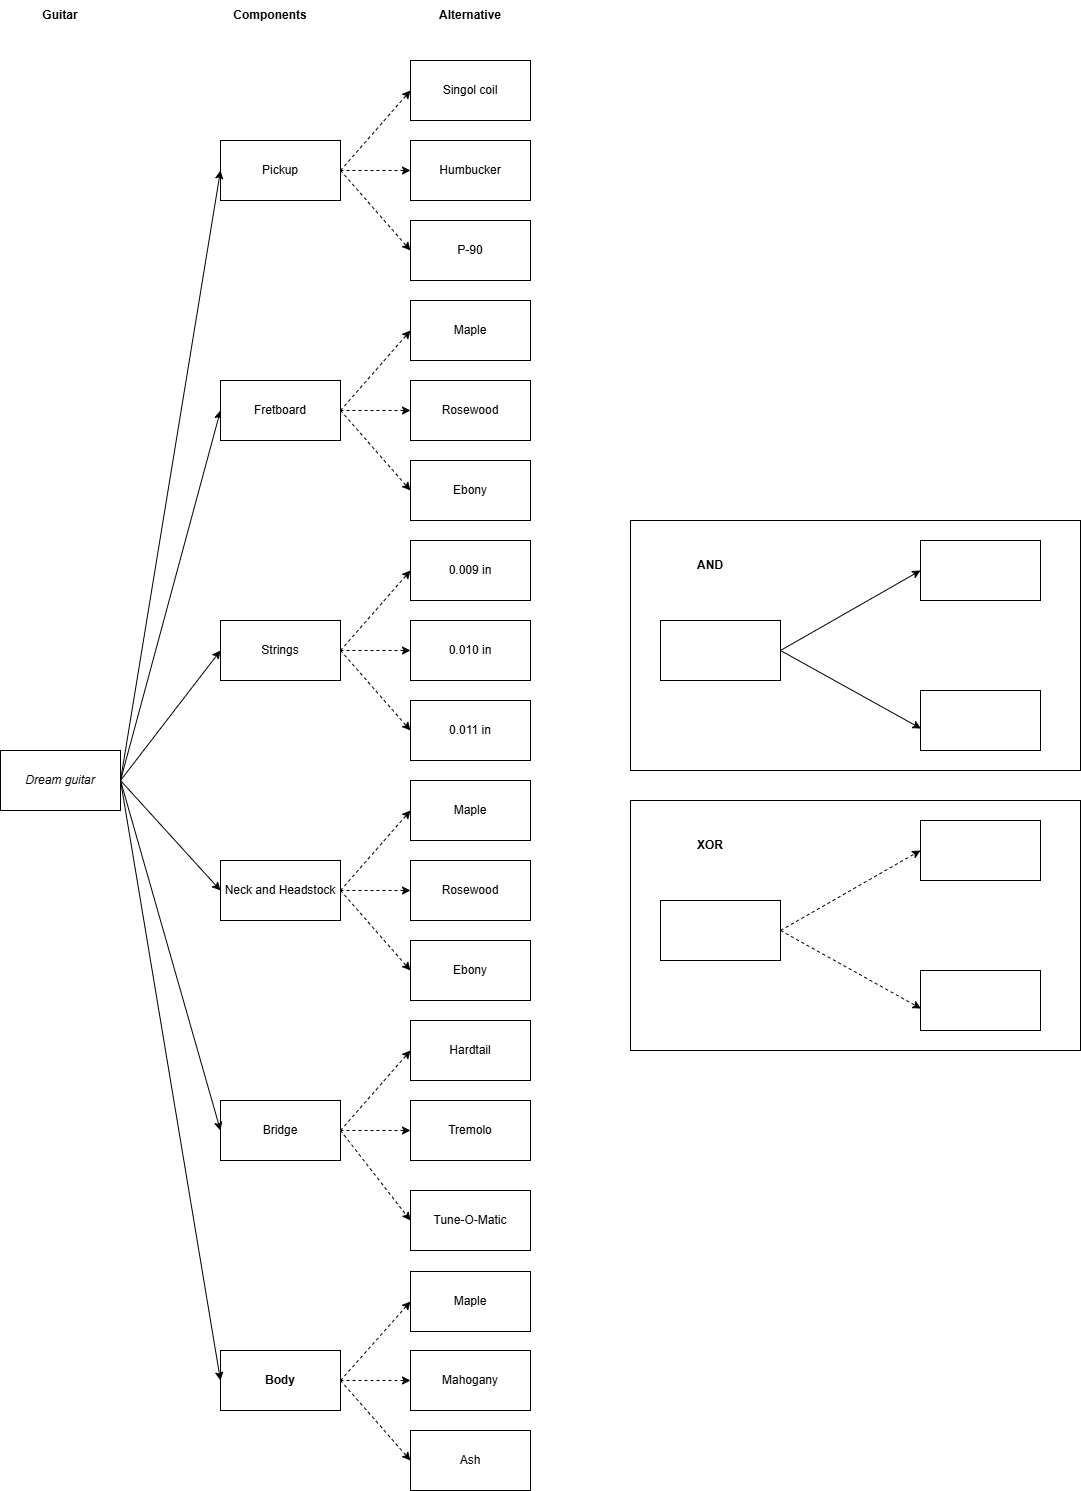 Guitar
Components
Alternative
Singol coil
Pickup
Humbucker
P-90
Maple
Fretboard
Rosewood
Ebony
0.009 in
Strings
0.010 in
0.011 in
Dream guitar
Maple
Neck and Headstock
Rosewood
Ebony
Hardtail
Bridge
Tremolo
Tune-O-Matic
Maple
Body
Mahogany
Ash
AND
XOR